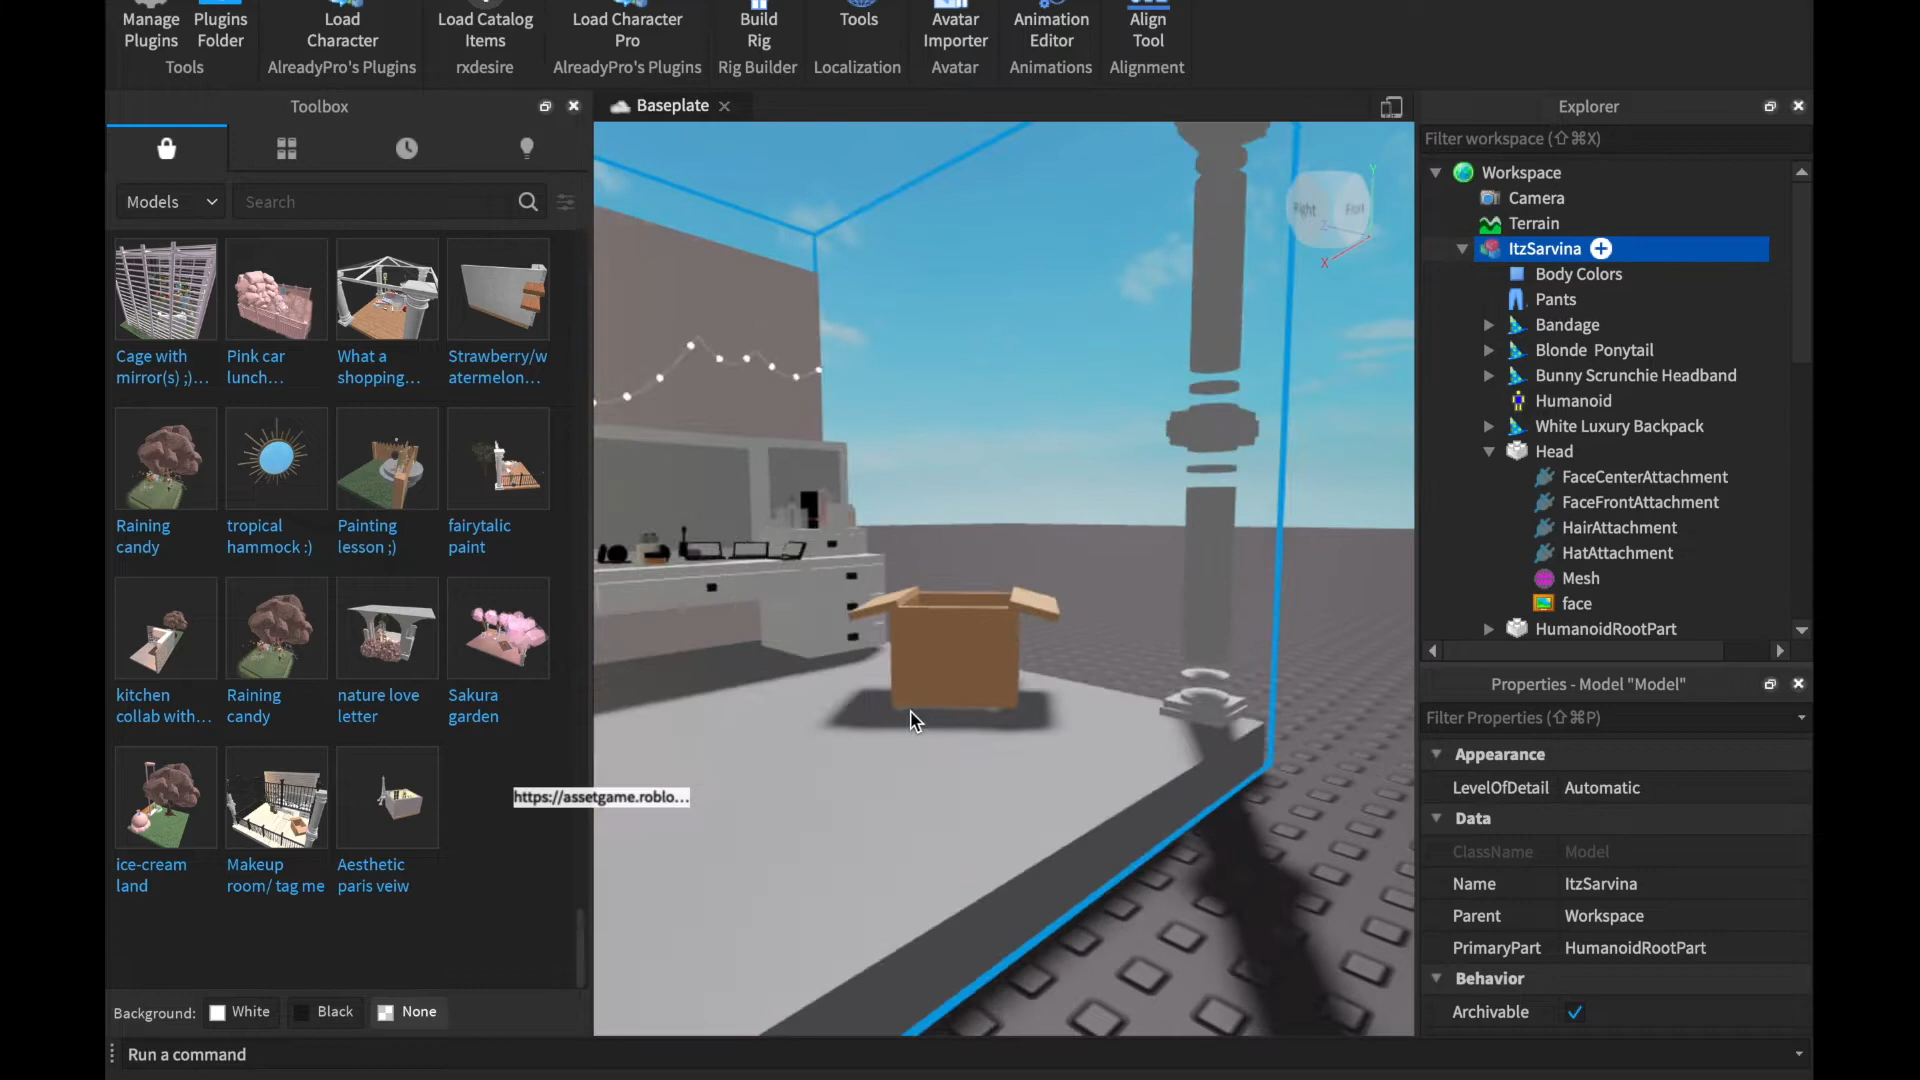 Manage Plugins
Plugins Folder
Load Character
Load Catalog Items
Load Character Pro
Build Rig
Tools
Avatar Importer
Animation Editor
Align Tool
Tools
AlreadyPro's Plugins
rxdesire
AlreadyPro's Plugins
Rig Builder
Localization
Avatar
Animations
Alignment
Toolbox
Models
Search
Cage with
mirror(s) ;)...
Pink car
lunch...
What a
shopping...
Strawberry/w
atermelon...
Raining
candy
tropical
hammock :)
Painting
lesson ;)
fairytalic
paint
kitchen
collab with...
Raining
candy
nature love
letter
Sakura
garden
ice-cream
land
Makeup
room/ tag me
Aesthetic
paris veiw
https://assetgame.roblo...
Background:
White
Black
None
Run a command
Baseplate
Right
Front
Y
Z
X
Explorer
Filter workspace (⇧⌘X)
Workspace
Camera
Terrain
ItzSarvina
Body Colors
Pants
Bandage
Blonde Ponytail
Bunny Scrunchie Headband
Humanoid
White Luxury Backpack
Head
FaceCenterAttachment
FaceFrontAttachment
HairAttachment
HatAttachment
Mesh
face
HumanoidRootPart
Properties - Model "Model"
Filter Properties (⇧⌘P)
Appearance
LevelOfDetail Automatic
Data
ClassName Model
Name ItzSarvina
Parent Workspace
PrimaryPart HumanoidRootPart
Behavior
Archivable